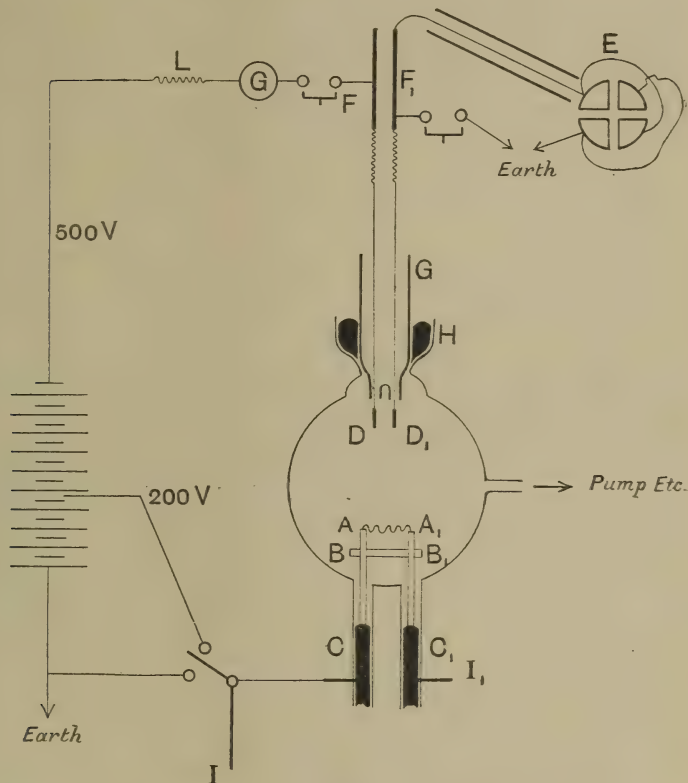 L
G
F
F₁
E
Earth
500V
G
H
D D₁
200V
Pump Etc.
A A₁
B B₁
C C₁
I₁
Earth
I